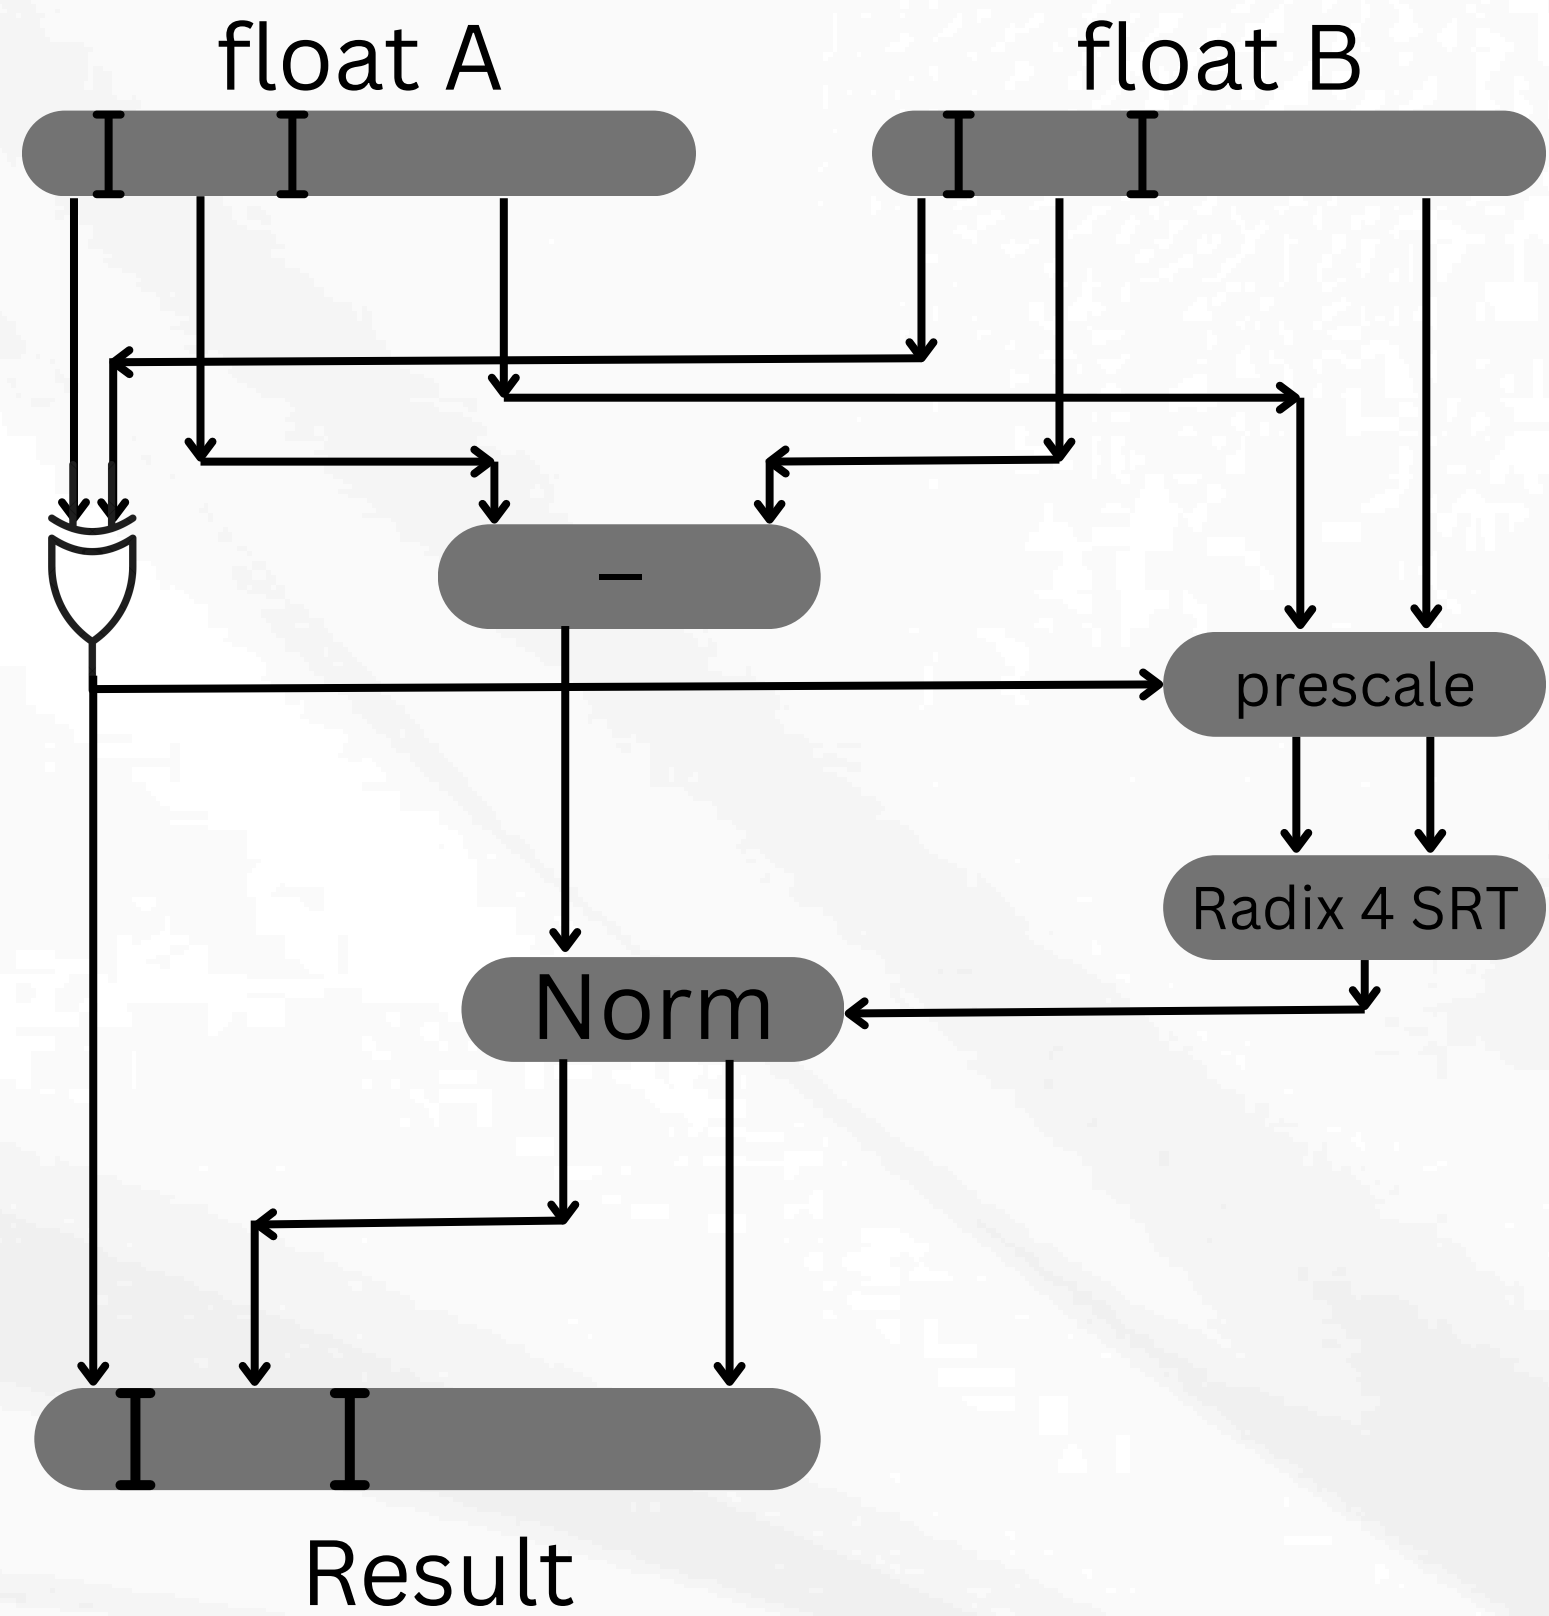 float A
float B
–
prescale
Radix 4 SRT
Norm
Result